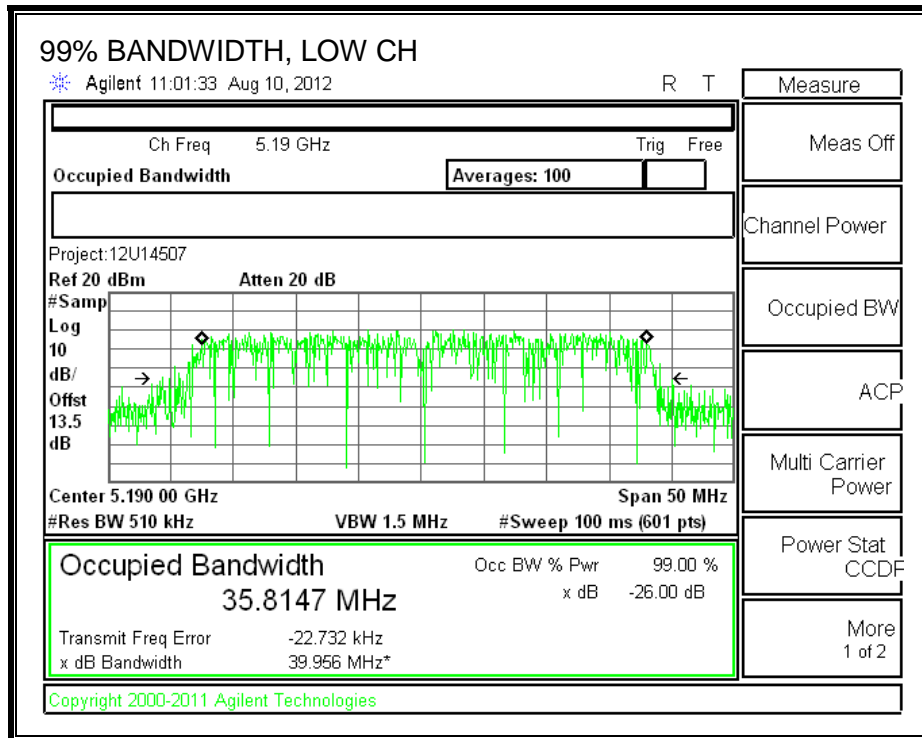 99% BANDWIDTH, LOW CH
Agilent 11:01:33 Aug 10, 2012 R T
Ch Freq 5.19 GHz Trig Free
Occupied Bandwidth Averages: 100
Project:12U14507
Ref 20 dBm Atten 20 dB
#Samp
Log
10
dB/
Offst
13.5
dB
Center 5.190 00 GHz Span 50 MHz
#Res BW 510 kHz VBW 1.5 MHz #Sweep 100 ms (601 pts)
Occupied Bandwidth Occ BW % Pwr 99.00 %
35.8147 MHz x dB -26.00 dB
Transmit Freq Error -22.732 kHz
x dB Bandwidth 39.956 MHz*
Copyright 2000-2011 Agilent Technologies
Measure
Meas Off
Channel Power
Occupied BW
ACP
Multi Carrier
Power
Power Stat
CCDF
More
1 of 2